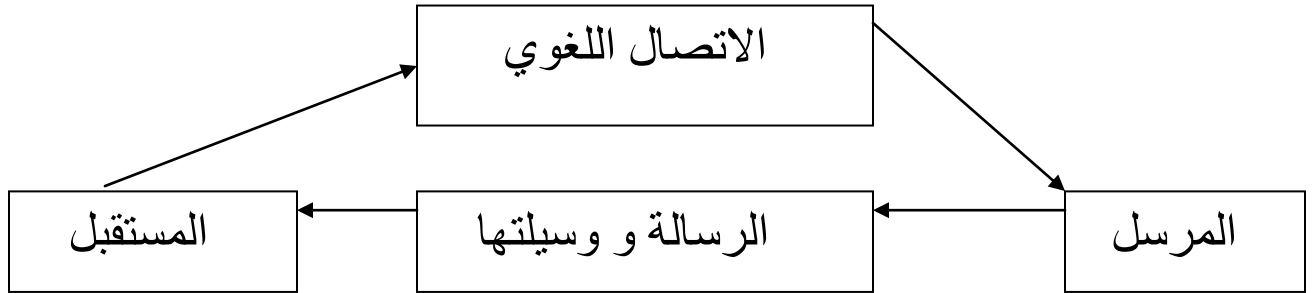 الاتصال اللغوي
المرسل
الرسالة و وسيلتها
المستقبل